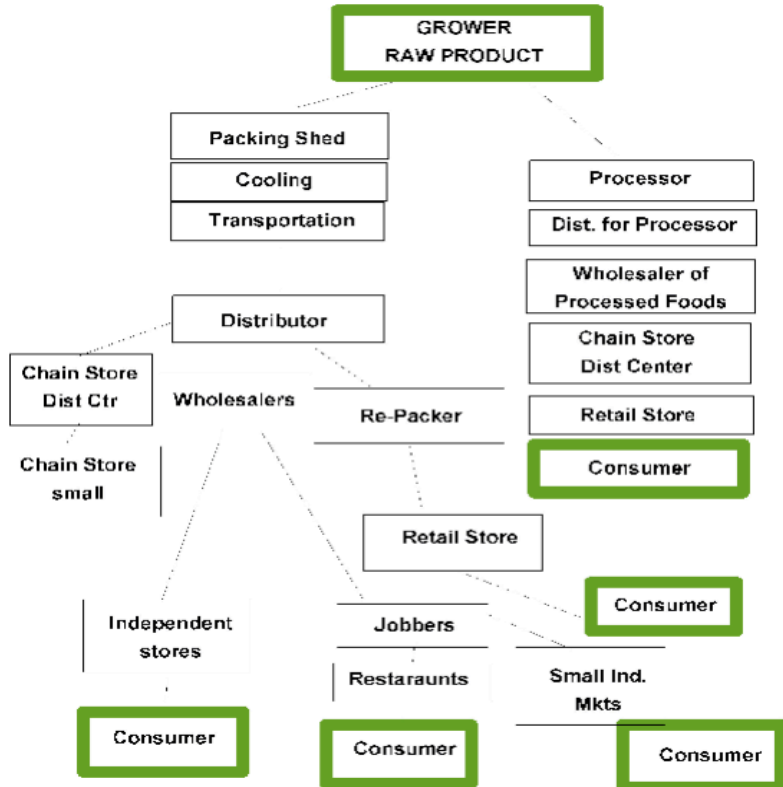 GROWER
RAW PRODUCT
Packing Shed
Cooling
Transportation
Processor
Dist. for Processor
Wholesaler of
Processed Foods
Chain Store
Dist Center
Retail Store
Consumer
Distributor
Chain Store
Dist Ctr
Wholesalers
Re-Packer
Chain Store
small
Retail Store
Consumer
Independent
stores
Jobbers
Restaraunts
Small Ind.
Mkts
Consumer
Consumer
Consumer